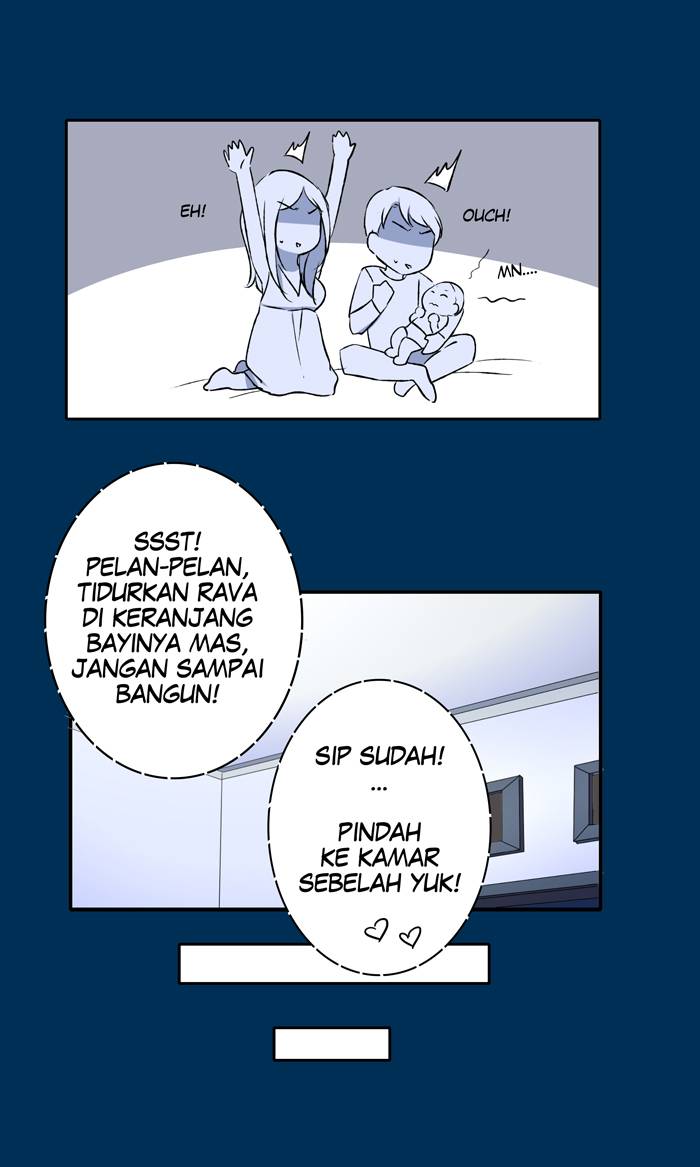 EH!
OUCH!
MN....
SSST!
PELAN-PELAN,
TIDURKAN RAVA
DI KERANJANG
BAYINYA MAS,
JANGAN SAMPAI
BANGUN!
SIP SUDAH!
...
PINDAH
KE KAMAR
SEBELAH YUK!